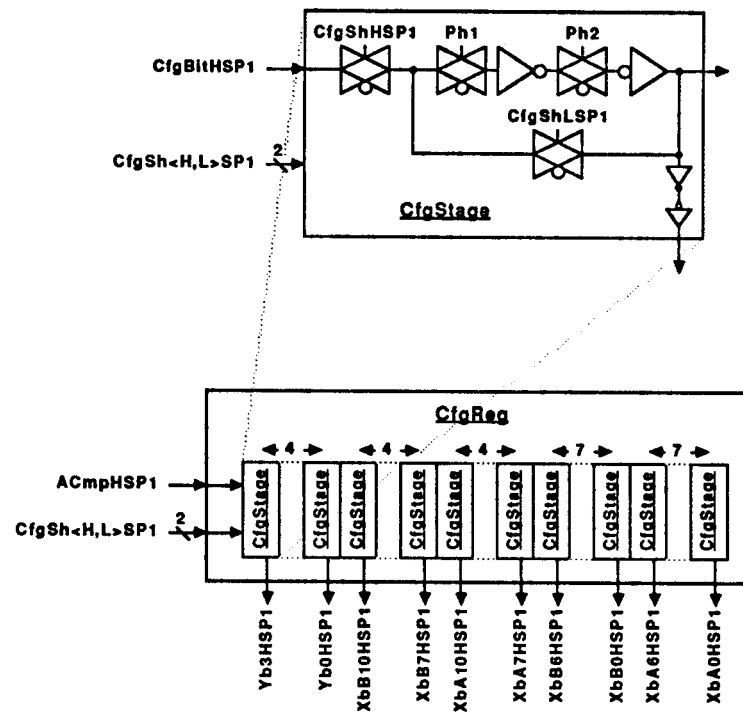 CfgShHSP1 Ph1 Ph2
CfgBitHSP1
CfgShLSP1
2
CfgSh<H,L>SP1
CfgStage
CfgReg
4 4 4 7 7
ACmpHSP1
2
CfgSh<H,L>SP1
CfgStage CfgStage CfgStage CfgStage CfgStage CfgStage CfgStage CfgStage CfgStage CfgStage
Yb3HSP1 Yb0HSP1 XbB10HSP1 XbB7HSP1 XbA10HSP1 XbA7HSP1 XbB6HSP1 XbB0HSP1 XbA6HSP1 XbA0HSP1